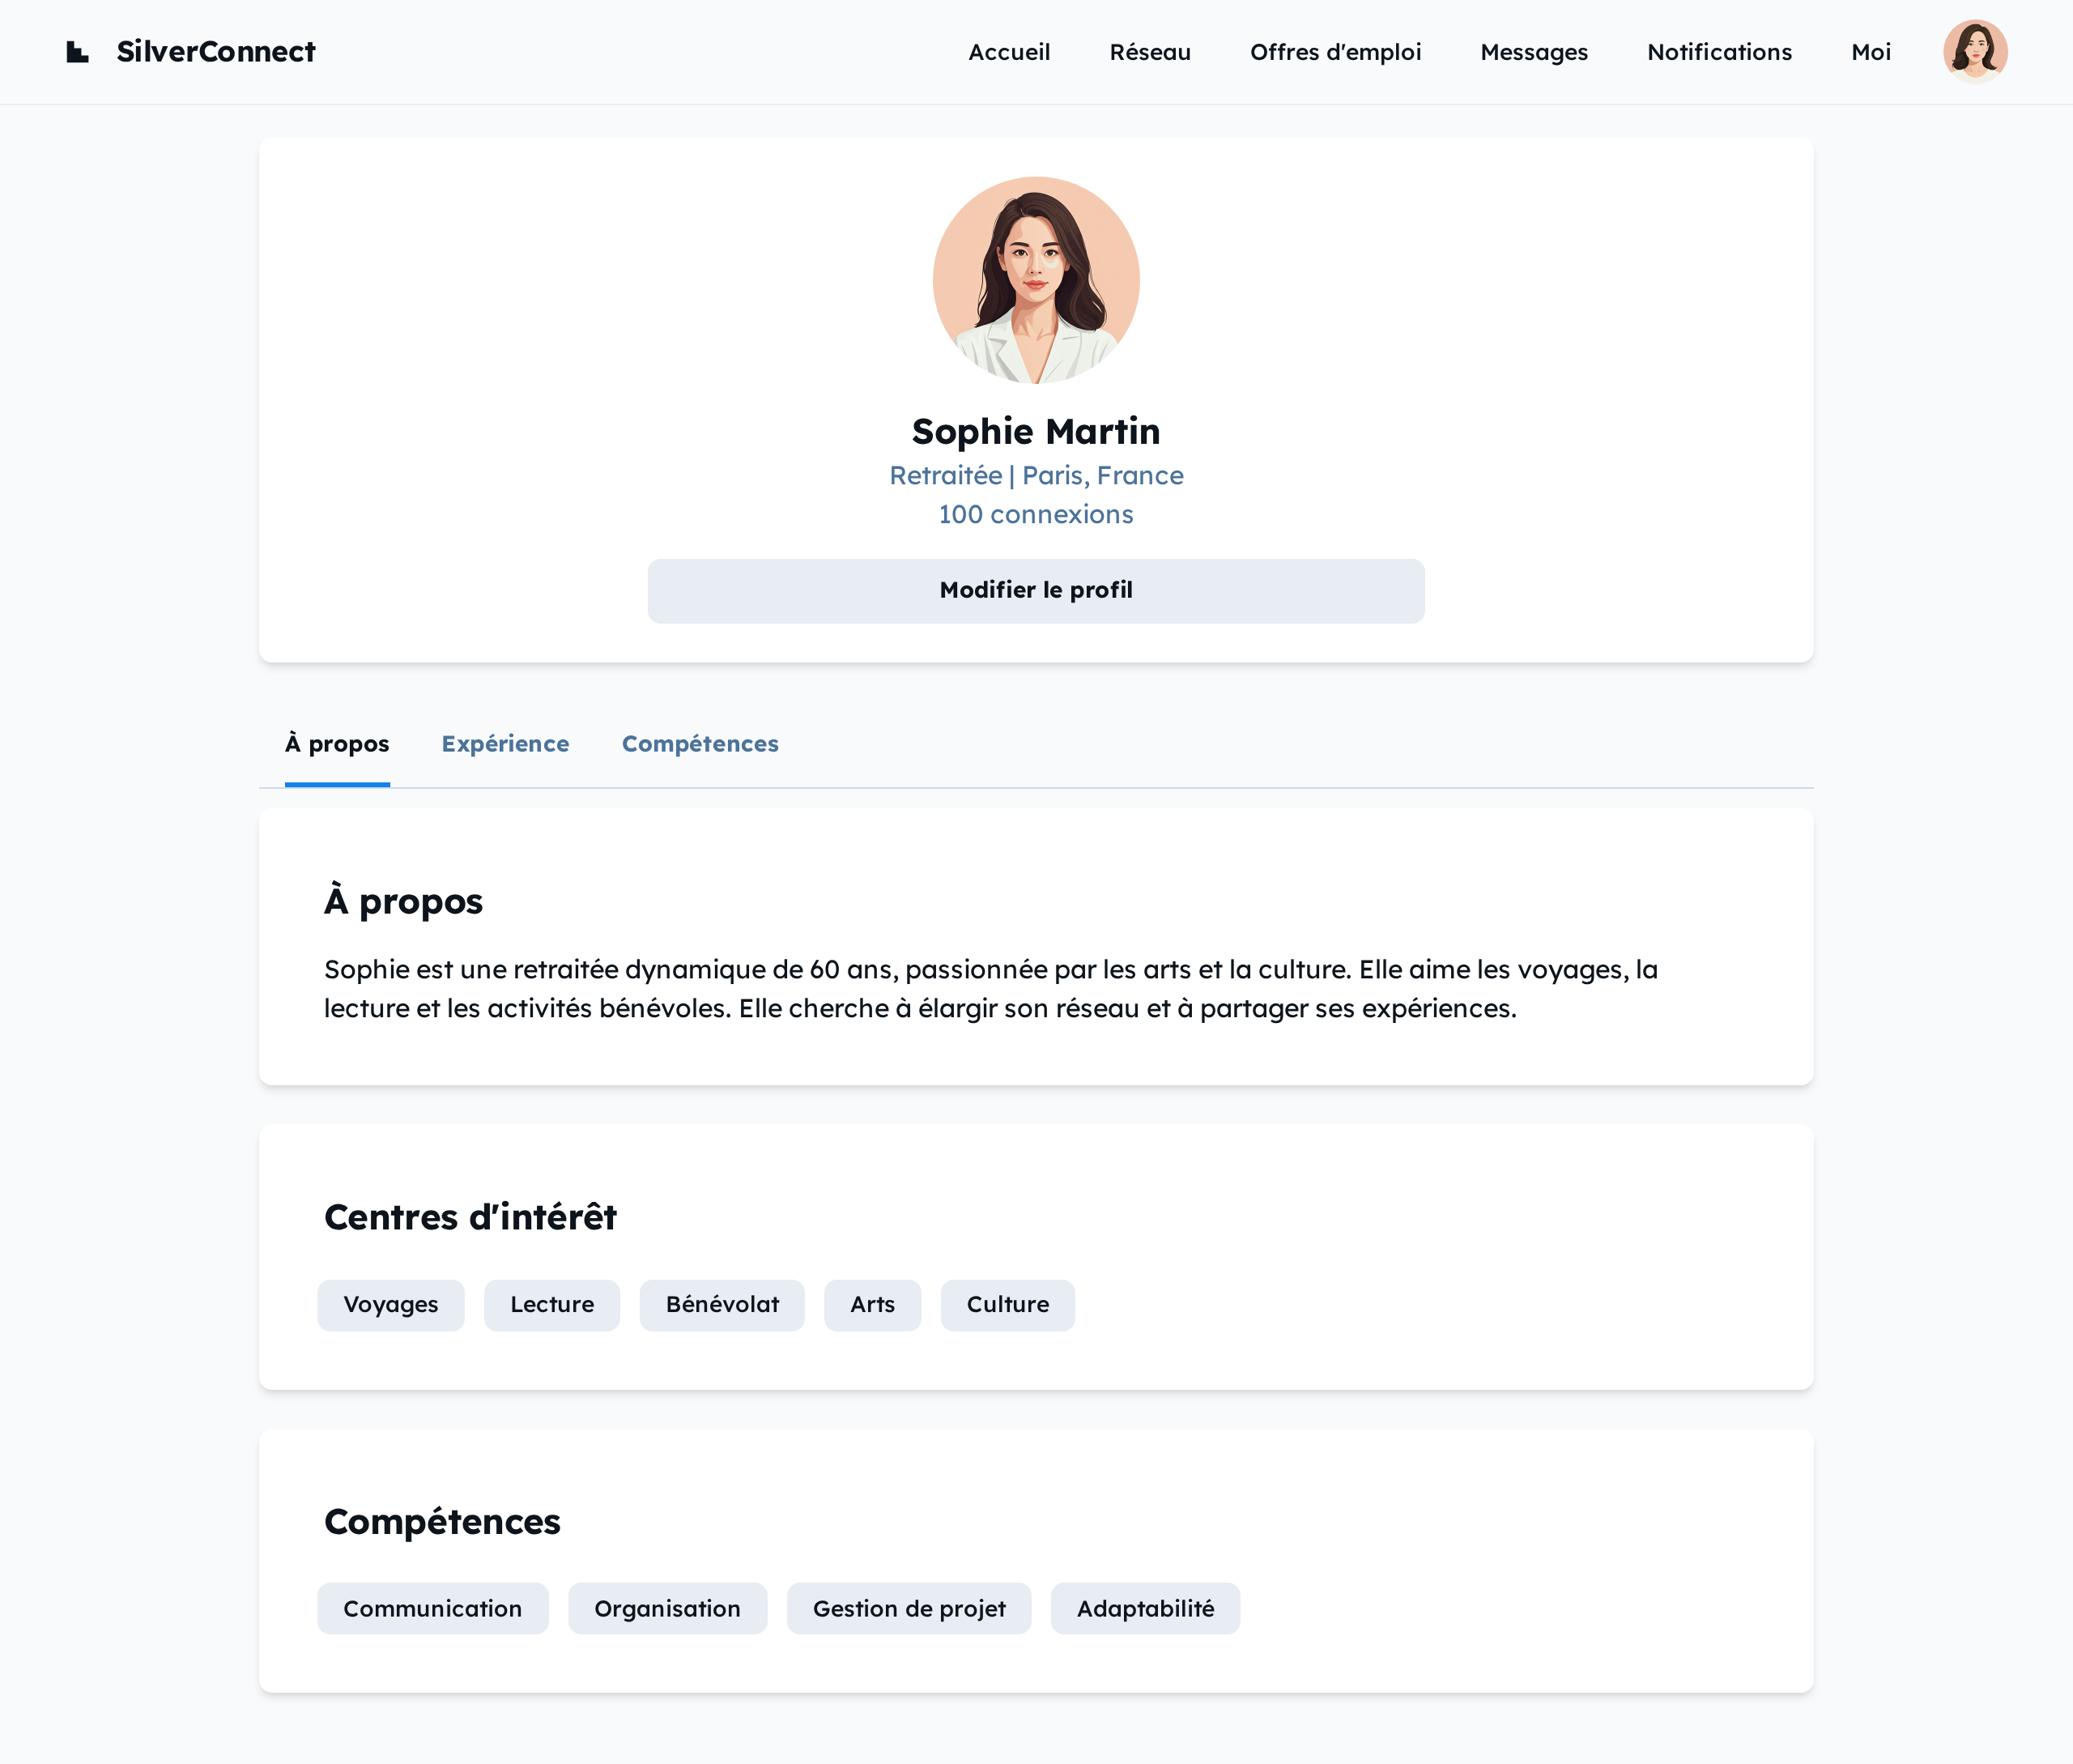 SilverConnect
Accueil
Réseau
Offres d'emploi
Messages
Notifications
Moi
Sophie Martin
Retraitée | Paris, France
100 connexions
Modifier le profil
À propos
Expérience
Compétences
À propos
Sophie est une retraitée dynamique de 60 ans, passionnée par les arts et la culture. Elle aime les voyages, la
lecture et les activités bénévoles. Elle cherche à élargir son réseau et à partager ses expériences.
Centres d'intérêt
Voyages
Lecture
Bénévolat
Arts
Culture
Compétences
Communication
Organisation
Gestion de projet
Adaptabilité